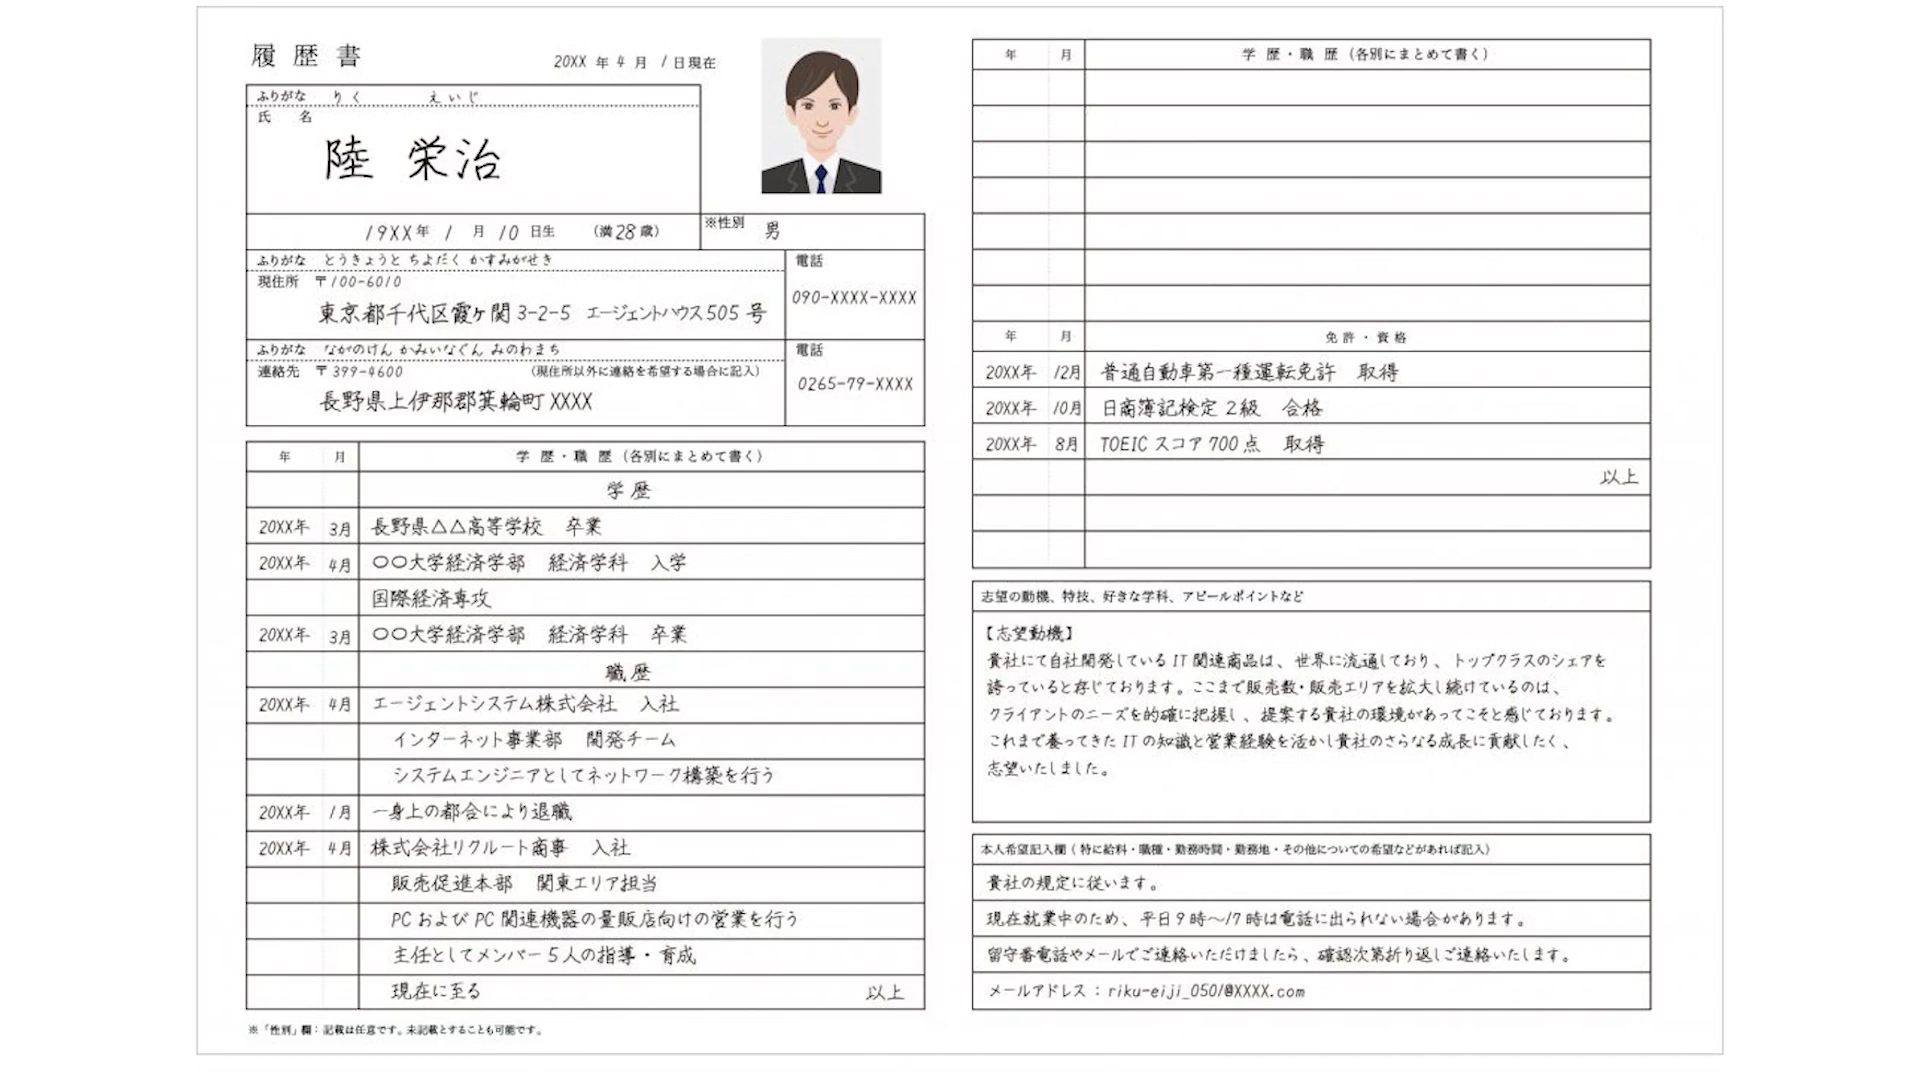 履歴書
20XX 年 4 月 1 日現在
ふりがな りく えいじ
氏 名
陸 栄治
19XX年 1 月 10 日生 (満28歳)
※性別 男
ふりがな とうきょうと ちよだく かすみがせき
現住所 〒100-6010
東京都千代区霞ヶ関 3-2-5 エージェントハウス505 号
電話
090-XXXX-XXXX
ふりがな ながのけん かみいなぐん みのわまち
連絡先 〒399-4600 (現住所以外に連絡を希望する場合に記入)
長野県上伊那郡箕輪町 XXXX
電話
0265-79-XXXX
年 月 学 歴・職 歴(各別にまとめて書く)
学歴
20XX年 3月 長野県△△高等学校 卒業
20XX年 4月 〇〇大学経済学部 経済学科 入学
国際経済専攻
20XX年 3月 〇〇大学経済学部 経済学科 卒業
職歴
20XX年 4月 エージェントシステム株式会社 入社
インターネット事業部 開発チーム
システムエンジニアとしてネットワーク構築を行う
20XX年 1月 一身上の都合により退職
20XX年 4月 株式会社リクルート商事 入社
販売促進本部 関東エリア担当
PC および PC 関連機器の量販店向けの営業を行う
主任としてメンバー 5 人の指導・育成
現在に至る 以上
※「性別」欄:記載は任意です。未記載とすることも可能です。
年 月 学 歴・職 歴(各別にまとめて書く)
年 月 免許・資格
20XX年 12月 普通自動車第一種運転免許 取得
20XX年 10月 日商簿記検定 2級 合格
20XX年 8月 TOEIC スコア 700点 取得
以上
志望の動機、特技、好きな学科、アピールポイントなど
【志望動機】
貴社にて自社開発している IT 関連商品は、世界に流通しており、トップクラスのシェアを
誇っていると存じております。ここまで販売数・販売エリアを拡大し続けているのは、
クライアントのニーズを的確に把握し、提案する貴社の環境があってこそと感じております。
これまで養ってきた IT の知識と営業経験を活かし貴社のさらなる成長に貢献したく、
志望いたしました。
本人希望記入欄(特に給料・職種・勤務時間・勤務地・その他についての希望などがあれば記入)
貴社の規定に従います。
現在就業中のため、平日 9 時〜17 時は電話に出られない場合があります。
留守番電話やメールでご連絡いただけましたら、確認次第折り返しご連絡いたします。
メールアドレス:riku-eiji_0501@XXXX.com